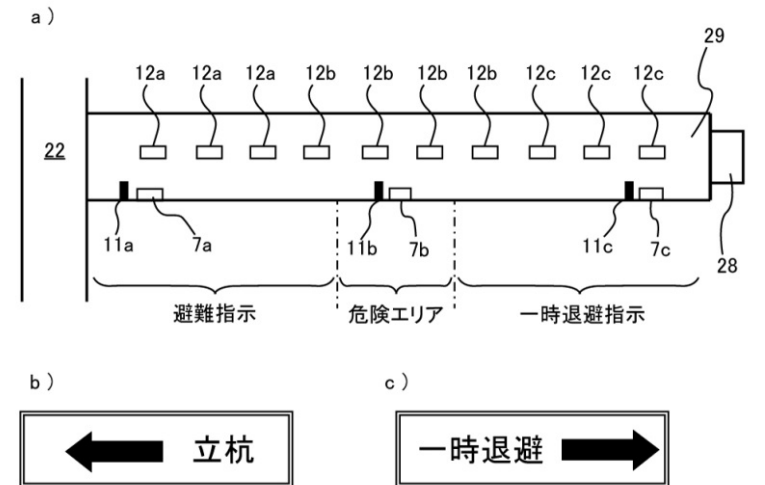 a）
29
12a 12a 12a 12b 12b 12b 12b 12c 12c 12c
22
11a 7a 11b 7b 11c 7c 28
避難指示 危険エリア 一時退避指示
b） c）
立杭 一時退避